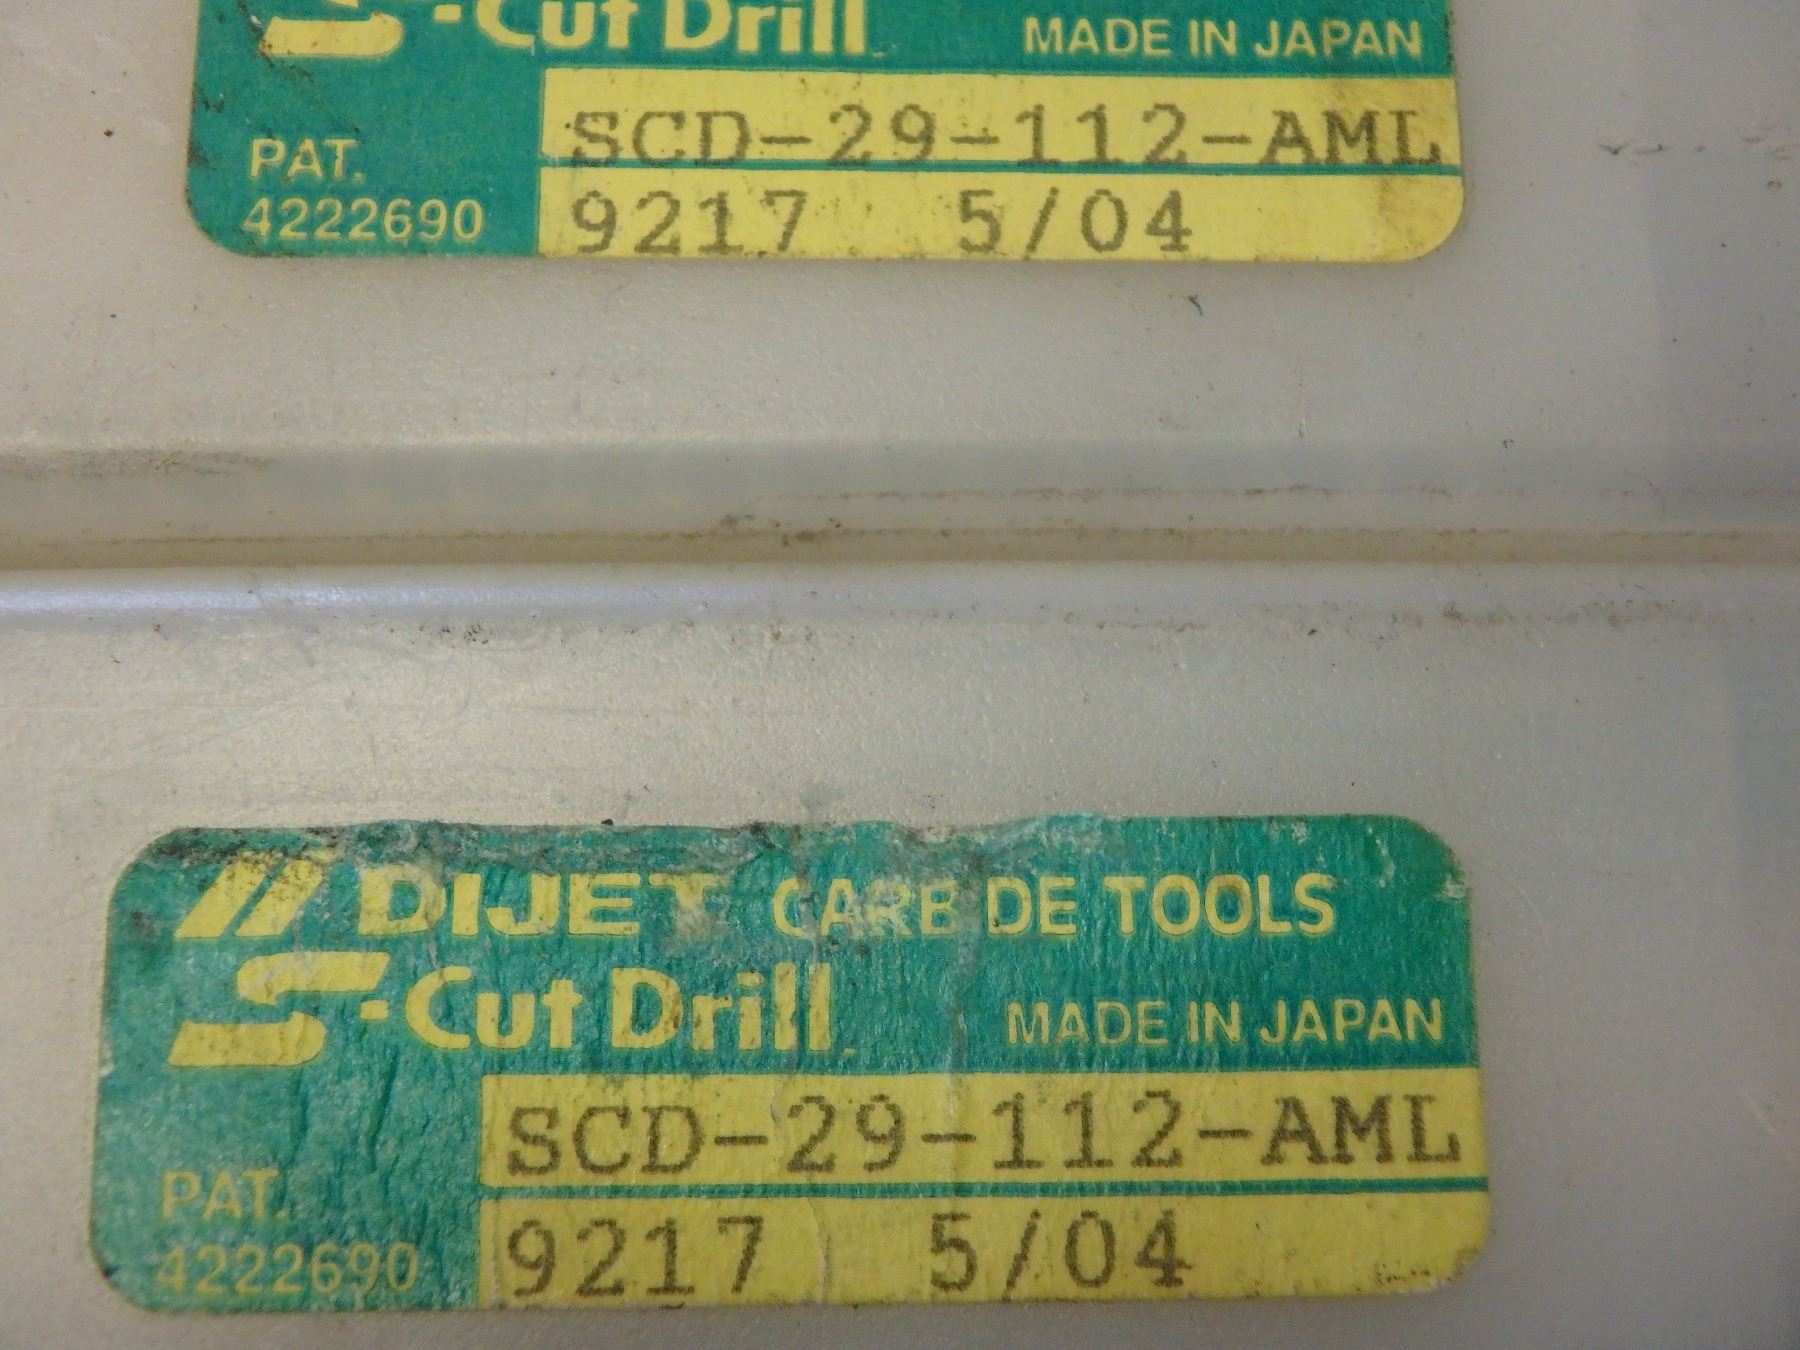 S-Cut Drill
MADE IN JAPAN
SCD-29-112-AML
PAT.
4222690
9217 5/04
DIJET CARB DE TOOLS
S-Cut Drill
MADE IN JAPAN
SCD-29-112-AML
PAT.
4222690
9217 5/04